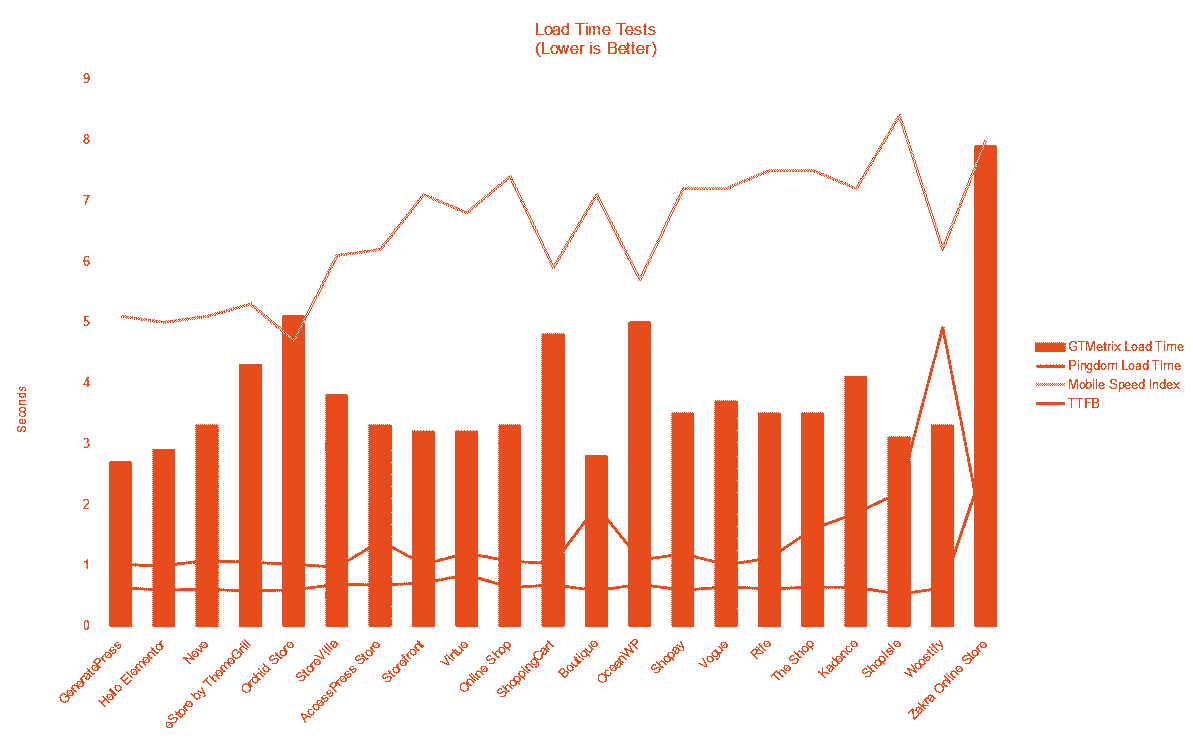 Load Time Tests
(Lower is Better)
9
8
7
6
5
4
3
2
1
0
Seconds
GeneratePress
Hello Elementor
Neve
eStore by ThemeGrill
Orchid Store
StoreVilla
AccessPress Store
Storefront
Virtue
Online Shop
ShoppingCart
Boutique
OceanWP
Shopay
Vogue
Rife
The Shop
Kadence
ShopIsle
Woostify
Zakra Online Store
GTMetrix Load Time
Pingdom Load Time
Mobile Speed Index
TTFB